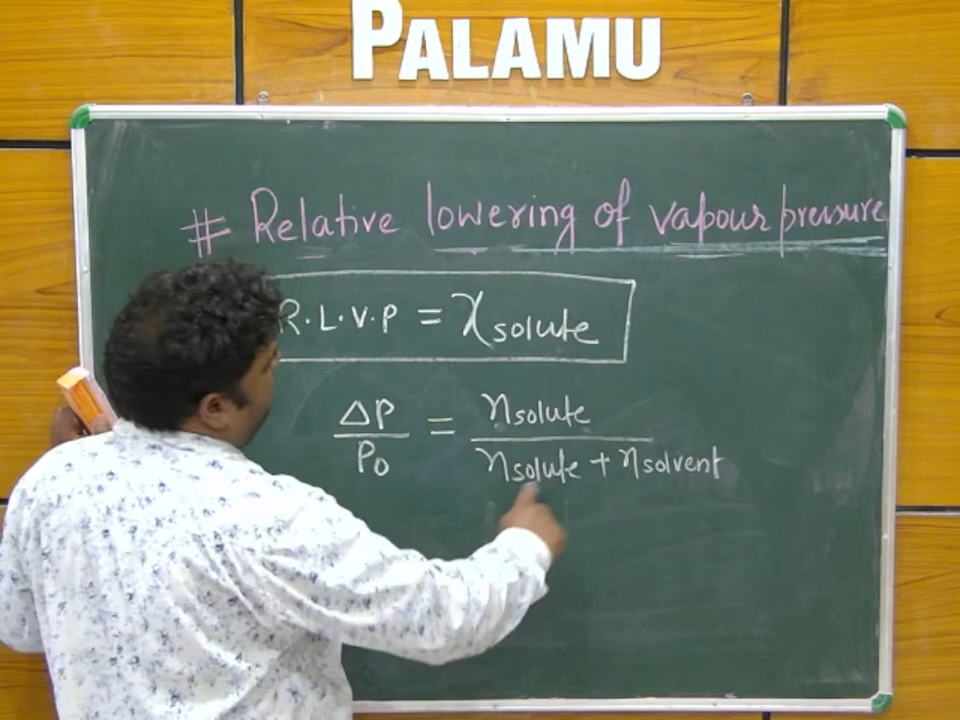 PALAMU
# Relative lowering of vapour pressure
R.L.V.P = χsolute
ΔP/P0 = ηsolute/ηsolute + ηsolvent